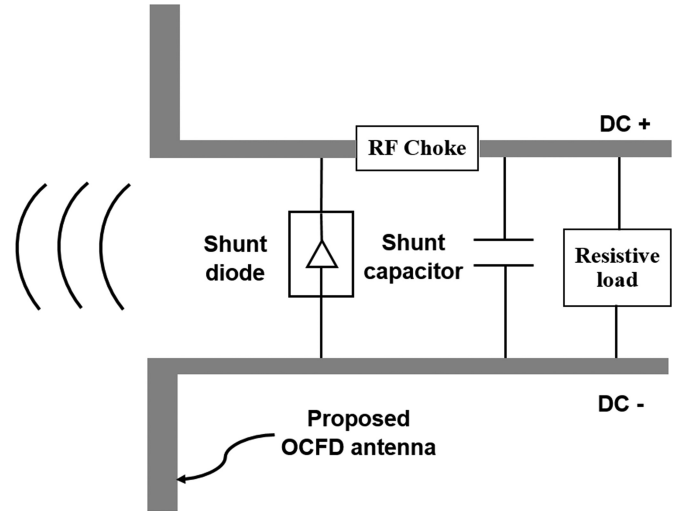 DC +
RF Choke
Shunt
diode
Shunt
capacitor
Resistive
load
DC -
Proposed
OCFD antenna